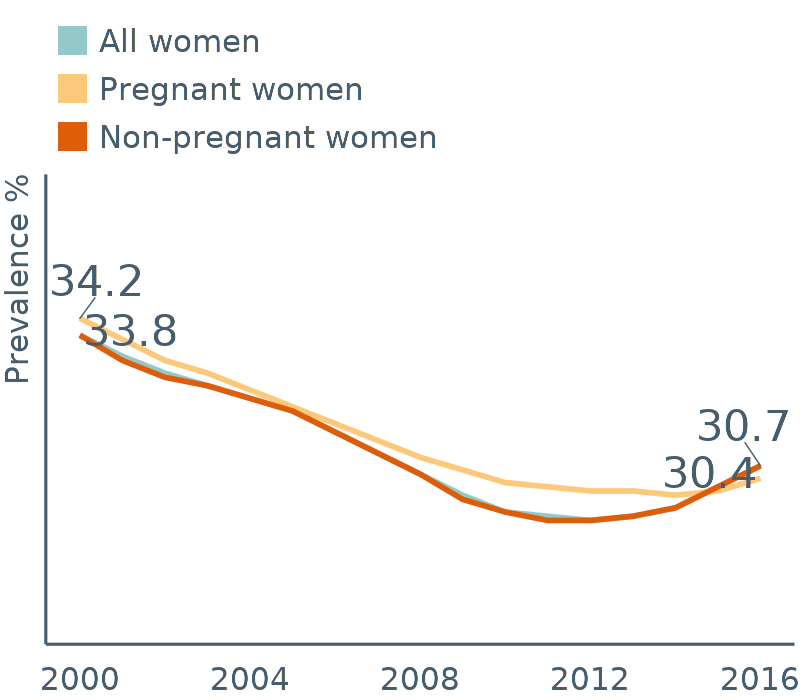 All women
Pregnant women
Non-pregnant women
Prevalence %
34.2
33.8
30.7
30.4
2000 2004 2008 2012 2016